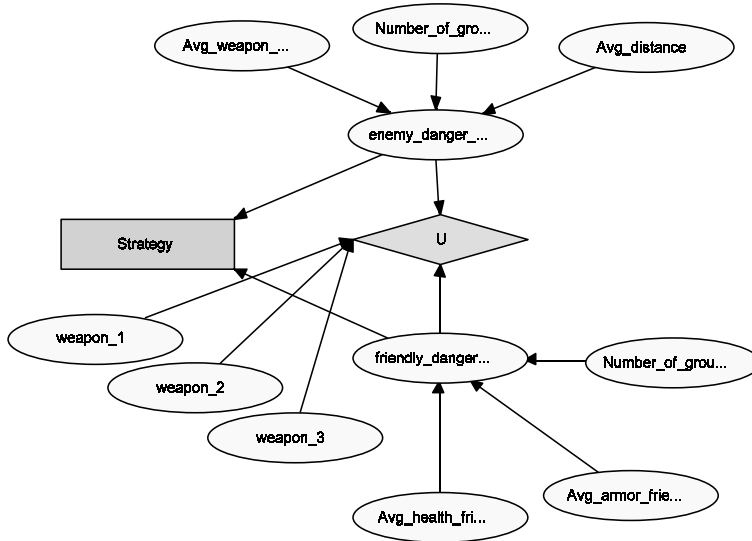 Avg_weapon_...
Number_of_gro...
Avg_distance
enemy_danger_...
Strategy
U
weapon_1
friendly_danger...
Number_of_grou...
weapon_2
weapon_3
Avg_armor_frie...
Avg_health_fri...